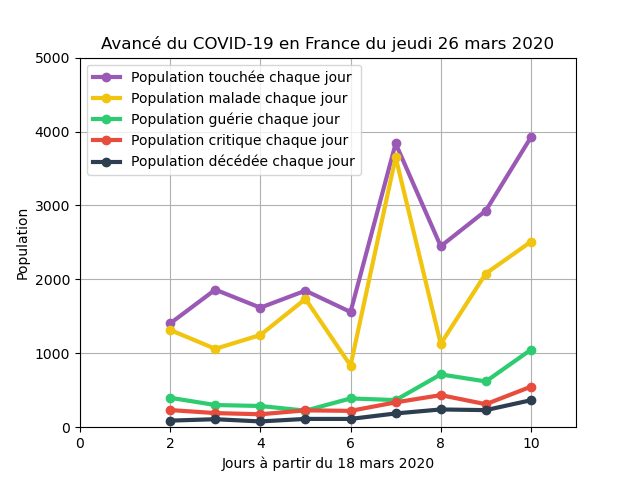 Avancé du COVID-19 en France du jeudi 26 mars 2020
5000
4000
3000
2000
1000
0
Population
Population touchée chaque jour
Population malade chaque jour
Population guérie chaque jour
Population critique chaque jour
Population décédée chaque jour
0 2 4 6 8 10
Jours à partir du 18 mars 2020